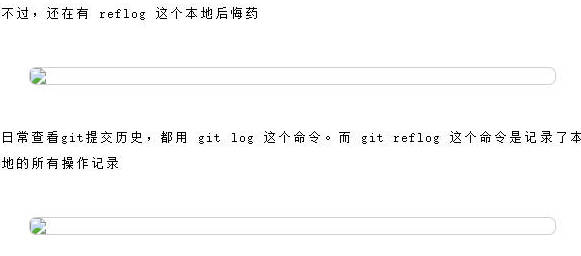 不过，还在有 reflog 这个本地后悔药
日常查看git提交历史，都用 git log 这个命令。而 git reflog 这个命令是记录了本
地的所有操作记录